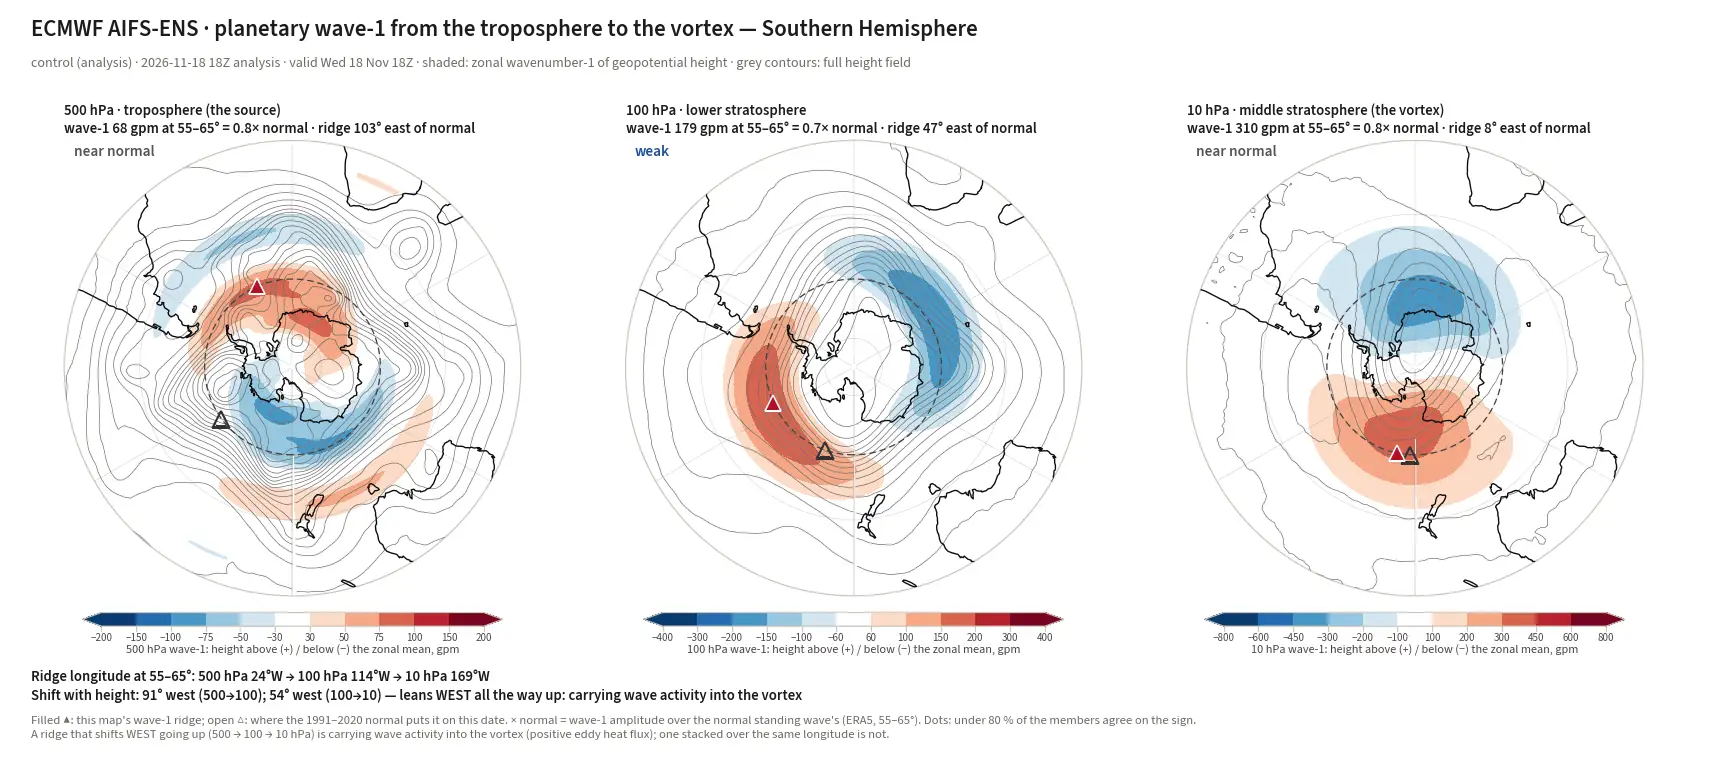 ECMWF AIFS-ENS · planetary wave-1 from the troposphere to the vortex — Southern Hemisphere
control (analysis) · 2026-11-18 18Z analysis · valid Wed 18 Nov 18Z · shaded: zonal wavenumber-1 of geopotential height · grey contours: full height field
500 hPa · troposphere (the source)
wave-1 68 gpm at 55–65° = 0.8× normal · ridge 103° east of normal
near normal
100 hPa · lower stratosphere
wave-1 179 gpm at 55–65° = 0.7× normal · ridge 47° east of normal
weak
10 hPa · middle stratosphere (the vortex)
wave-1 310 gpm at 55–65° = 0.8× normal · ridge 8° east of normal
near normal
−200 −150 −100 −75 −50 −30 30 50 75 100 150 200
500 hPa wave-1: height above (+) / below (−) the zonal mean, gpm
−400 −300 −200 −150 −100 −60 60 100 150 200 300 400
100 hPa wave-1: height above (+) / below (−) the zonal mean, gpm
−800 −600 −450 −300 −200 −100 100 200 300 450 600 800
10 hPa wave-1: height above (+) / below (−) the zonal mean, gpm
Ridge longitude at 55–65°: 500 hPa 24°W → 100 hPa 114°W → 10 hPa 169°W
Shift with height: 91° west (500→100); 54° west (100→10) — leans WEST all the way up: carrying wave activity into the vortex
Filled ▲: this map's wave-1 ridge; open △: where the 1991–2020 normal puts it on this date. × normal = wave-1 amplitude over the normal standing wave's (ERA5, 55–65°). Dots: under 80 % of the members agree on the sign.
A ridge that shifts WEST going up (500 → 100 → 10 hPa) is carrying wave activity into the vortex (positive eddy heat flux); one stacked over the same longitude is not.